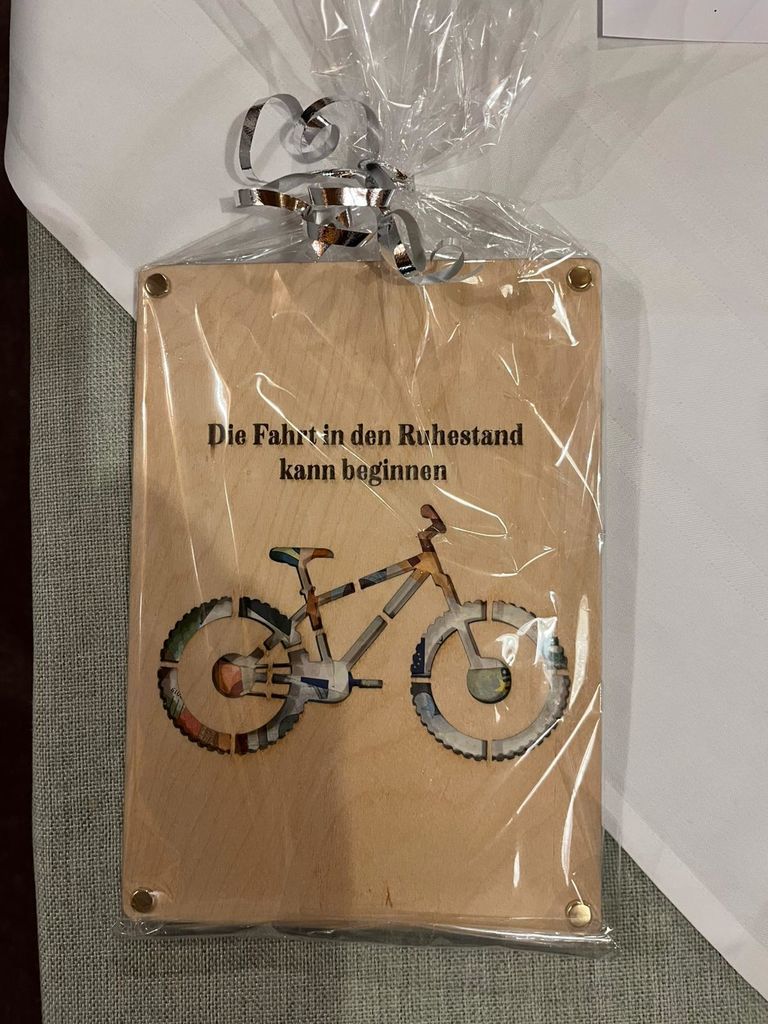 Die Fahrt in den Ruhestand
kann beginnen